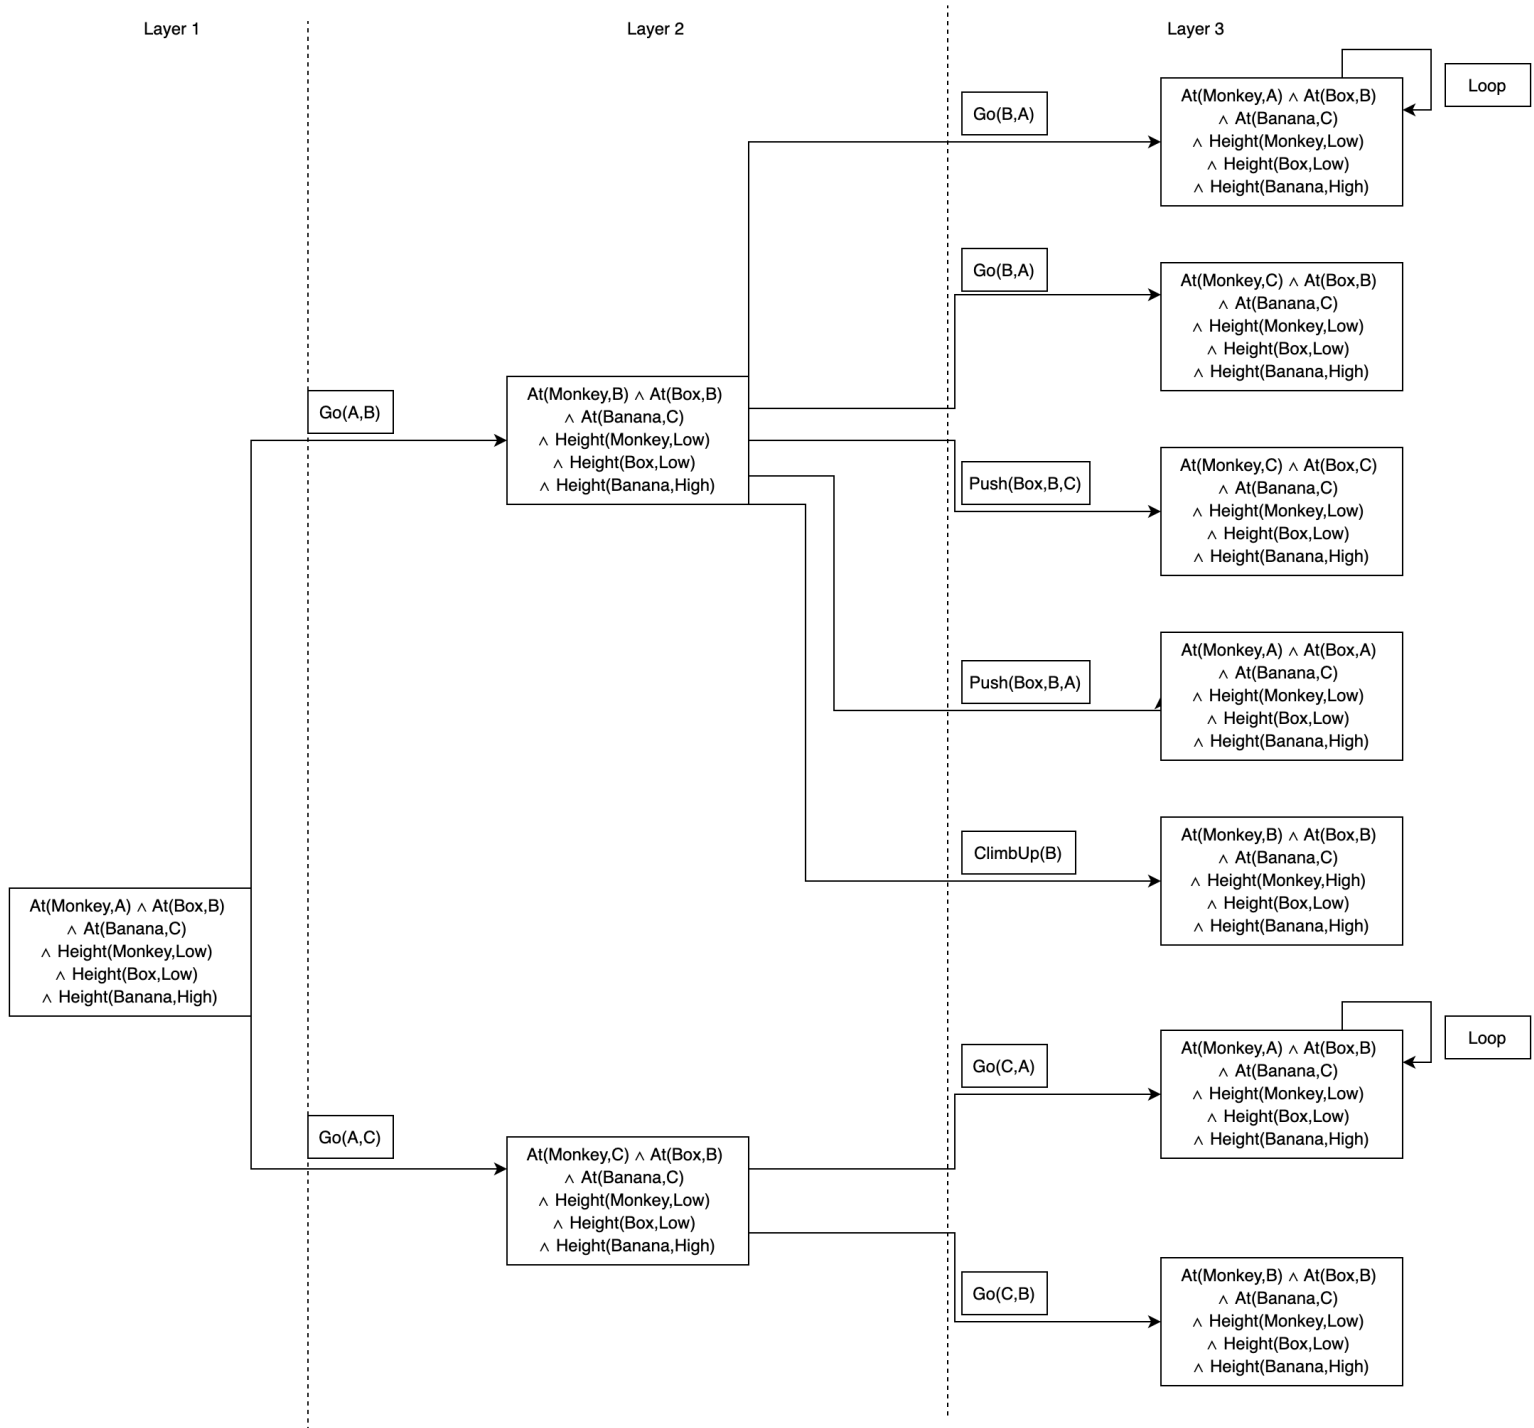 Layer 1
Layer 2
Layer 3
Go(B,A)
At(Monkey,A) ∧ At(Box,B)
∧ At(Banana,C)
∧ Height(Monkey,Low)
∧ Height(Box,Low)
∧ Height(Banana,High)
Loop
Go(B,A)
At(Monkey,C) ∧ At(Box,B)
∧ At(Banana,C)
∧ Height(Monkey,Low)
∧ Height(Box,Low)
∧ Height(Banana,High)
Go(A,B)
At(Monkey,B) ∧ At(Box,B)
∧ At(Banana,C)
∧ Height(Monkey,Low)
∧ Height(Box,Low)
∧ Height(Banana,High)
Push(Box,B,C)
At(Monkey,C) ∧ At(Box,C)
∧ At(Banana,C)
∧ Height(Monkey,Low)
∧ Height(Box,Low)
∧ Height(Banana,High)
Push(Box,B,A)
At(Monkey,A) ∧ At(Box,A)
∧ At(Banana,C)
∧ Height(Monkey,Low)
∧ Height(Box,Low)
∧ Height(Banana,High)
ClimbUp(B)
At(Monkey,B) ∧ At(Box,B)
∧ At(Banana,C)
∧ Height(Monkey,High)
∧ Height(Box,Low)
∧ Height(Banana,High)
At(Monkey,A) ∧ At(Box,B)
∧ At(Banana,C)
∧ Height(Monkey,Low)
∧ Height(Box,Low)
∧ Height(Banana,High)
Go(C,A)
At(Monkey,A) ∧ At(Box,B)
∧ At(Banana,C)
∧ Height(Monkey,Low)
∧ Height(Box,Low)
∧ Height(Banana,High)
Loop
Go(A,C)
At(Monkey,C) ∧ At(Box,B)
∧ At(Banana,C)
∧ Height(Monkey,Low)
∧ Height(Box,Low)
∧ Height(Banana,High)
Go(C,B)
At(Monkey,B) ∧ At(Box,B)
∧ At(Banana,C)
∧ Height(Monkey,Low)
∧ Height(Box,Low)
∧ Height(Banana,High)